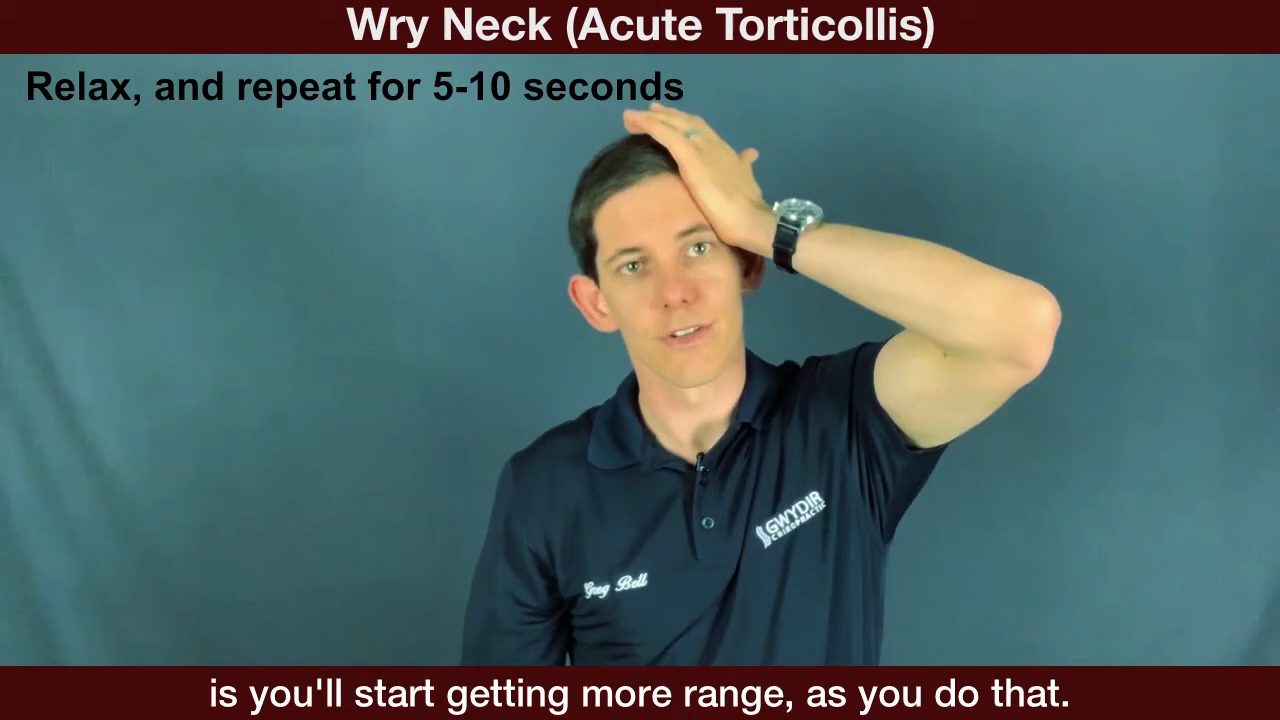 Wry Neck (Acute Torticollis)
Relax, and repeat for 5-10 seconds
GWYDIR
CHIROPRACTIC
Greg Bell
is you'll start getting more range, as you do that.